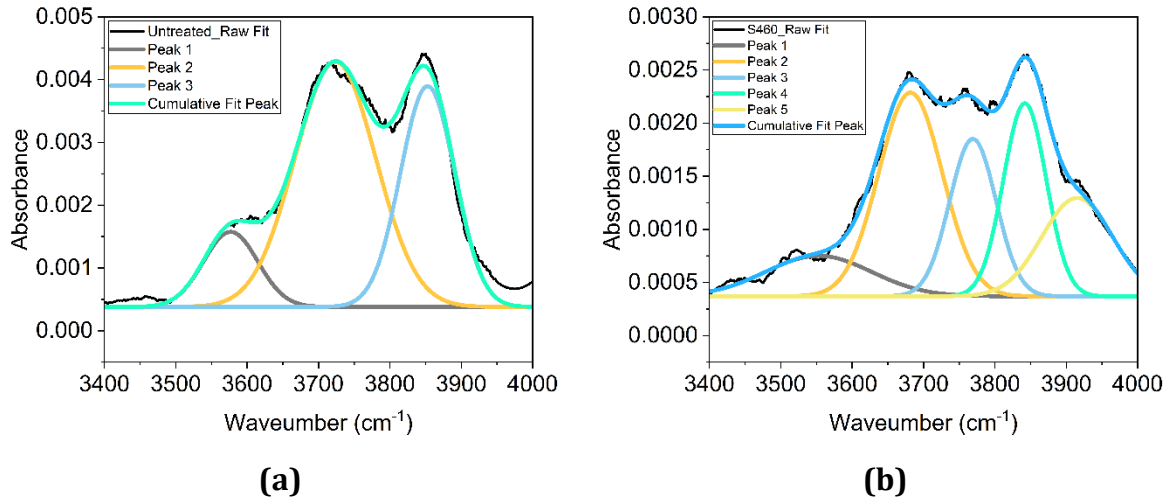 0.005
0.004
0.003
0.002
0.001
0.000
Absorbance
Untreated_Raw Fit
Peak 1
Peak 2
Peak 3
Cumulative Fit Peak
3400 3500 3600 3700 3800 3900 4000
Waveumber (cm-1)
(a)
0.0030
0.0025
0.0020
0.0015
0.0010
0.0005
0.0000
Absorbance
S460_Raw Fit
Peak 1
Peak 2
Peak 3
Peak 4
Peak 5
Cumulative Fit Peak
3400 3500 3600 3700 3800 3900 4000
Waveumber (cm-1)
(b)